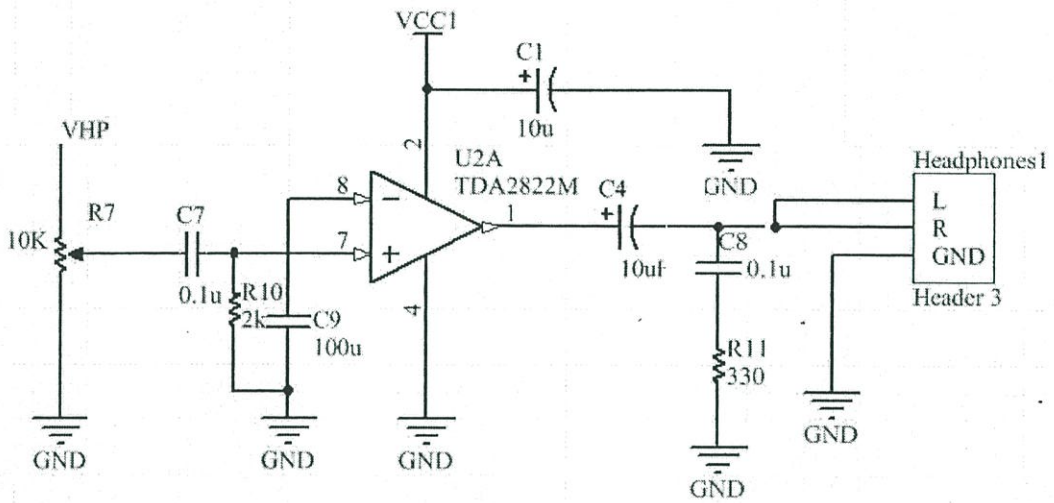 VCC1
C1
+
10u
GND
VHP
R7
10K
C7
0.1u
R10
2k
C9
100u
8
7
2
4
1
−
+
U2A
TDA2822M
C4
+
10uF
C8
0.1u
R11
330
Headphones1
L
R
GND
Header 3
GND
GND
GND
GND
GND